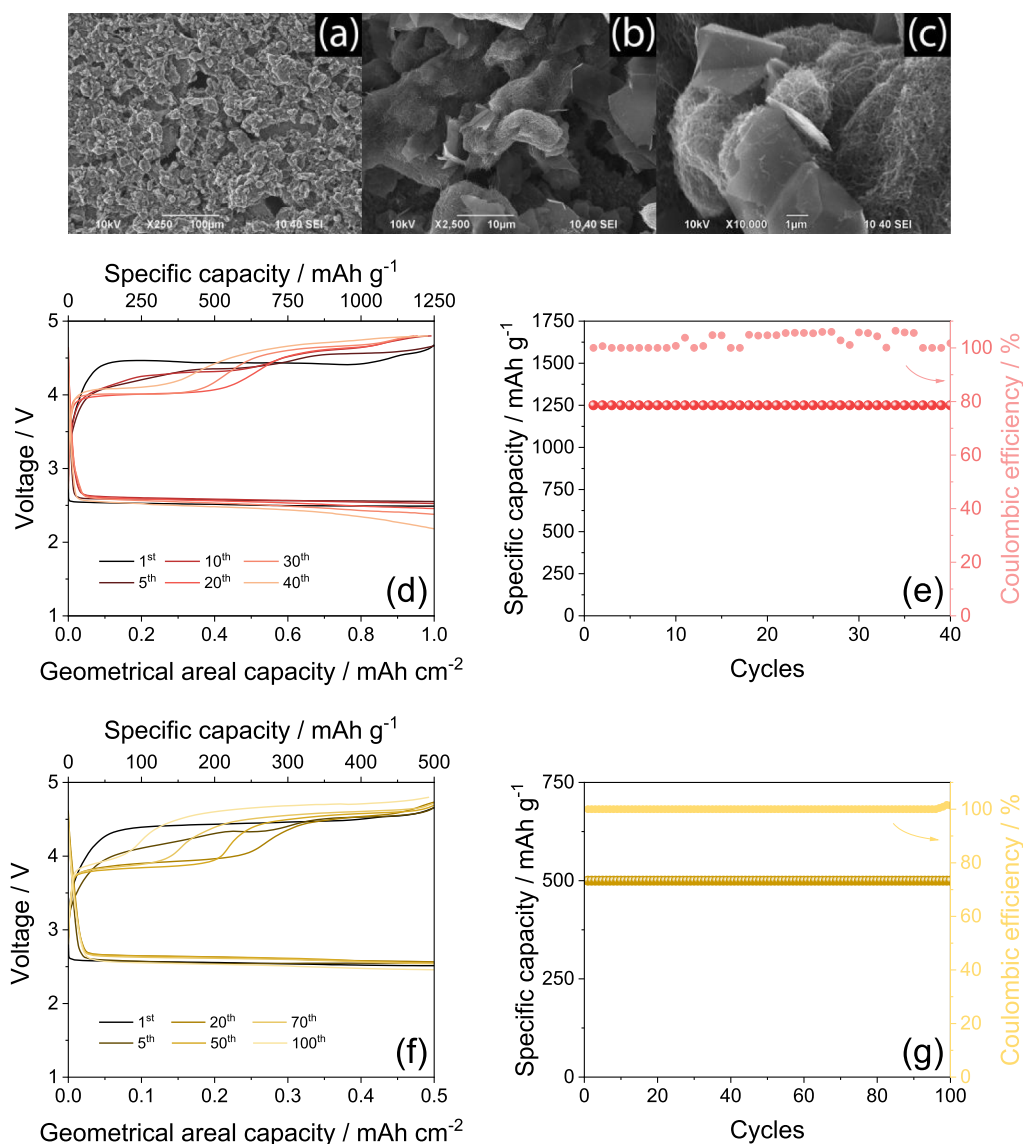 (a) (b) (c)
10kV X250 100μm 10 40 SEI
10kV X2,500 10μm 10 40 SEI
10kV X10,000 1μm 10 40 SEI
Specific capacity / mAh g⁻¹
0 250 500 750 1000 1250
5
4
3
2
1
Voltage / V
1ˢᵗ 10ᵗʰ 30ᵗʰ
5ᵗʰ 20ᵗʰ 40ᵗʰ
(d)
0.0 0.2 0.4 0.6 0.8 1.0
Geometrical areal capacity / mAh cm⁻²
1750
1500
1250
1000
750
500
250
0
Specific capacity / mAh g⁻¹
100
80
60
40
20
0
Coulombic efficiency / %
(e)
0 10 20 30 40
Cycles
Specific capacity / mAh g⁻¹
0 100 200 300 400 500
5
4
3
2
1
Voltage / V
1ˢᵗ 20ᵗʰ 70ᵗʰ
5ᵗʰ 50ᵗʰ 100ᵗʰ
(f)
0.0 0.1 0.2 0.3 0.4 0.5
Geometrical areal capacity / mAh cm⁻²
750
500
250
0
Specific capacity / mAh g⁻¹
100
80
60
40
20
0
Coulombic efficiency / %
(g)
0 20 40 60 80 100
Cycles